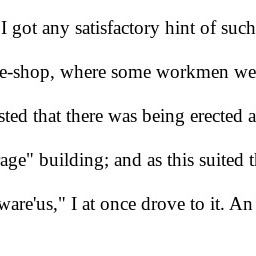 I got any satisfactory hint of such
e-shop, where some workmen we
sted that there was being erected a
age" building; and as this suited t
ware'us," I at once drove to it. An